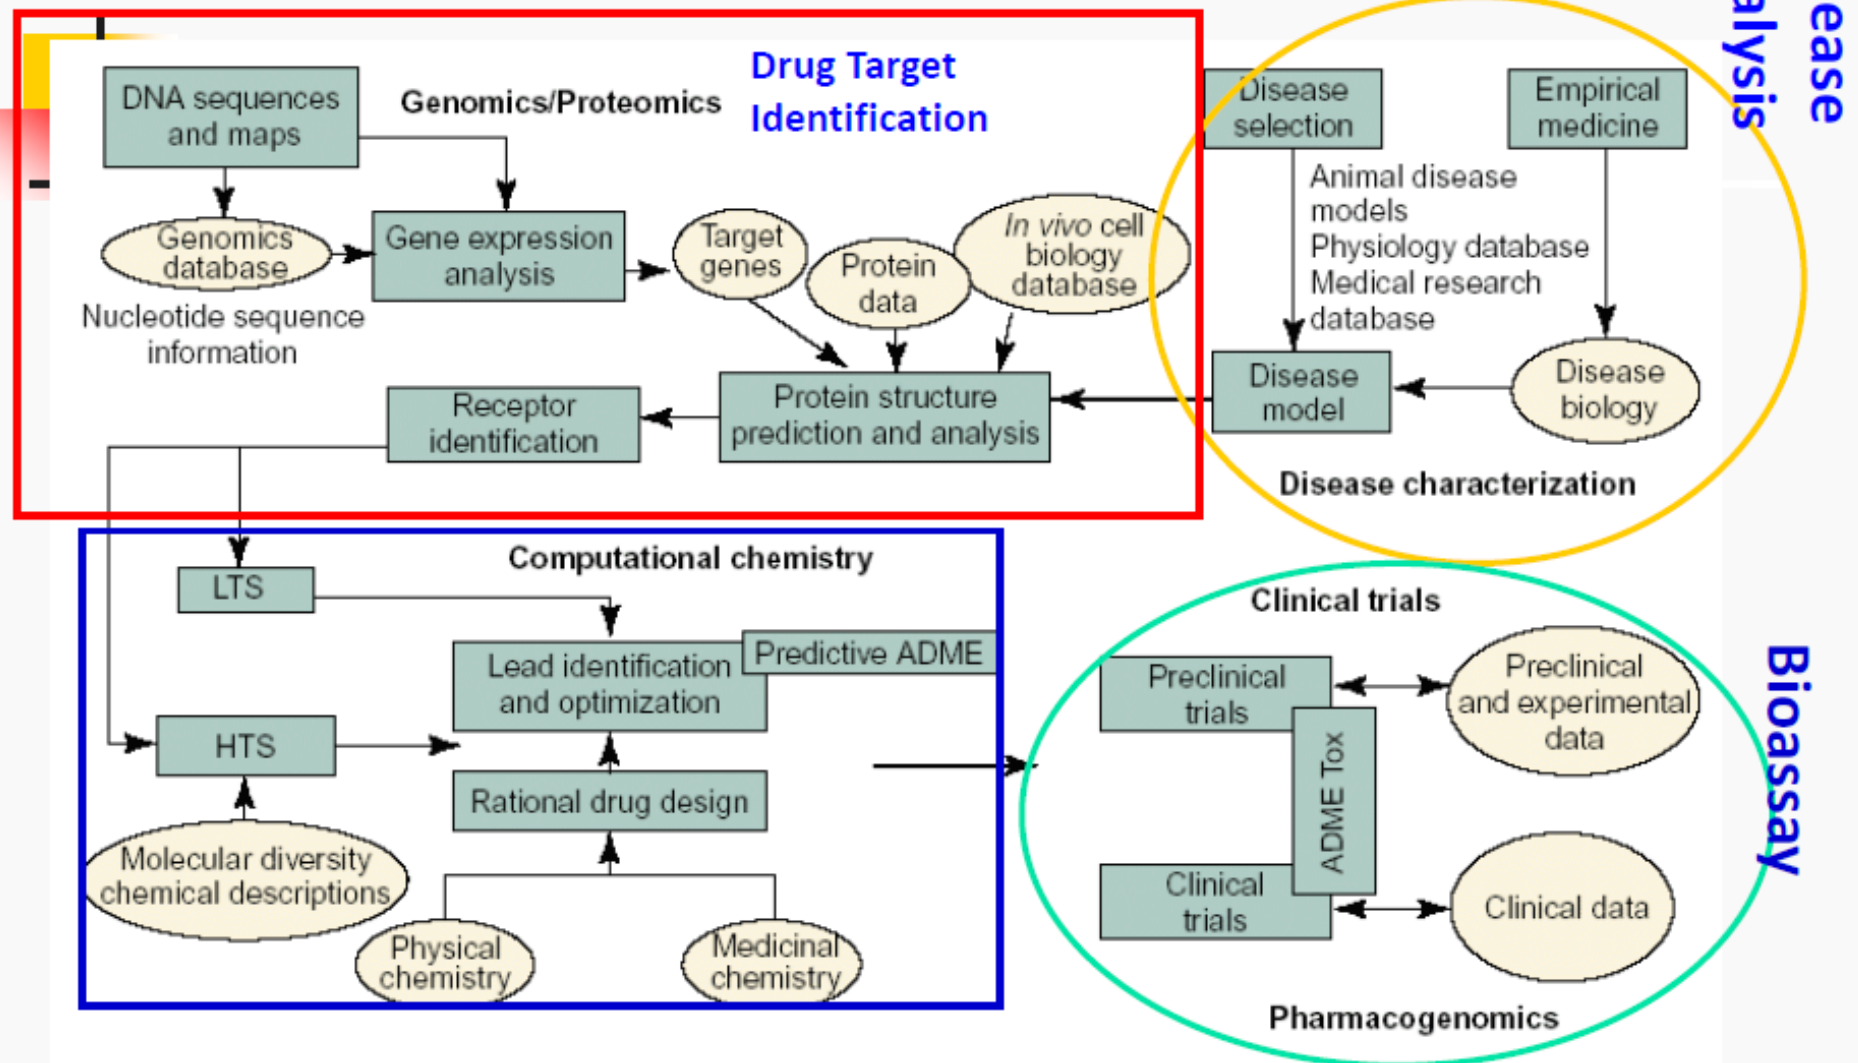 Drug Target
Identification
Genomics/Proteomics
DNA sequences
and maps
Genomics
database
Nucleotide sequence
information
Gene expression
analysis
Target
genes
Protein
data
In vivo cell
biology
database
Receptor
identification
Protein structure
prediction and analysis
ease
alysis
Disease
selection
Empirical
medicine
Animal disease
models
Physiology database
Medical research
database
Disease
model
Disease
biology
Disease characterization
Computational chemistry
LTS
Lead identification
and optimization
Predictive ADME
HTS
Rational drug design
Molecular diversity
chemical descriptions
Physical
chemistry
Medicinal
chemistry
Clinical trials
Preclinical
trials
Preclinical
and experimental
data
ADME Tox
Clinical
trials
Clinical data
Pharmacogenomics
Bioassay